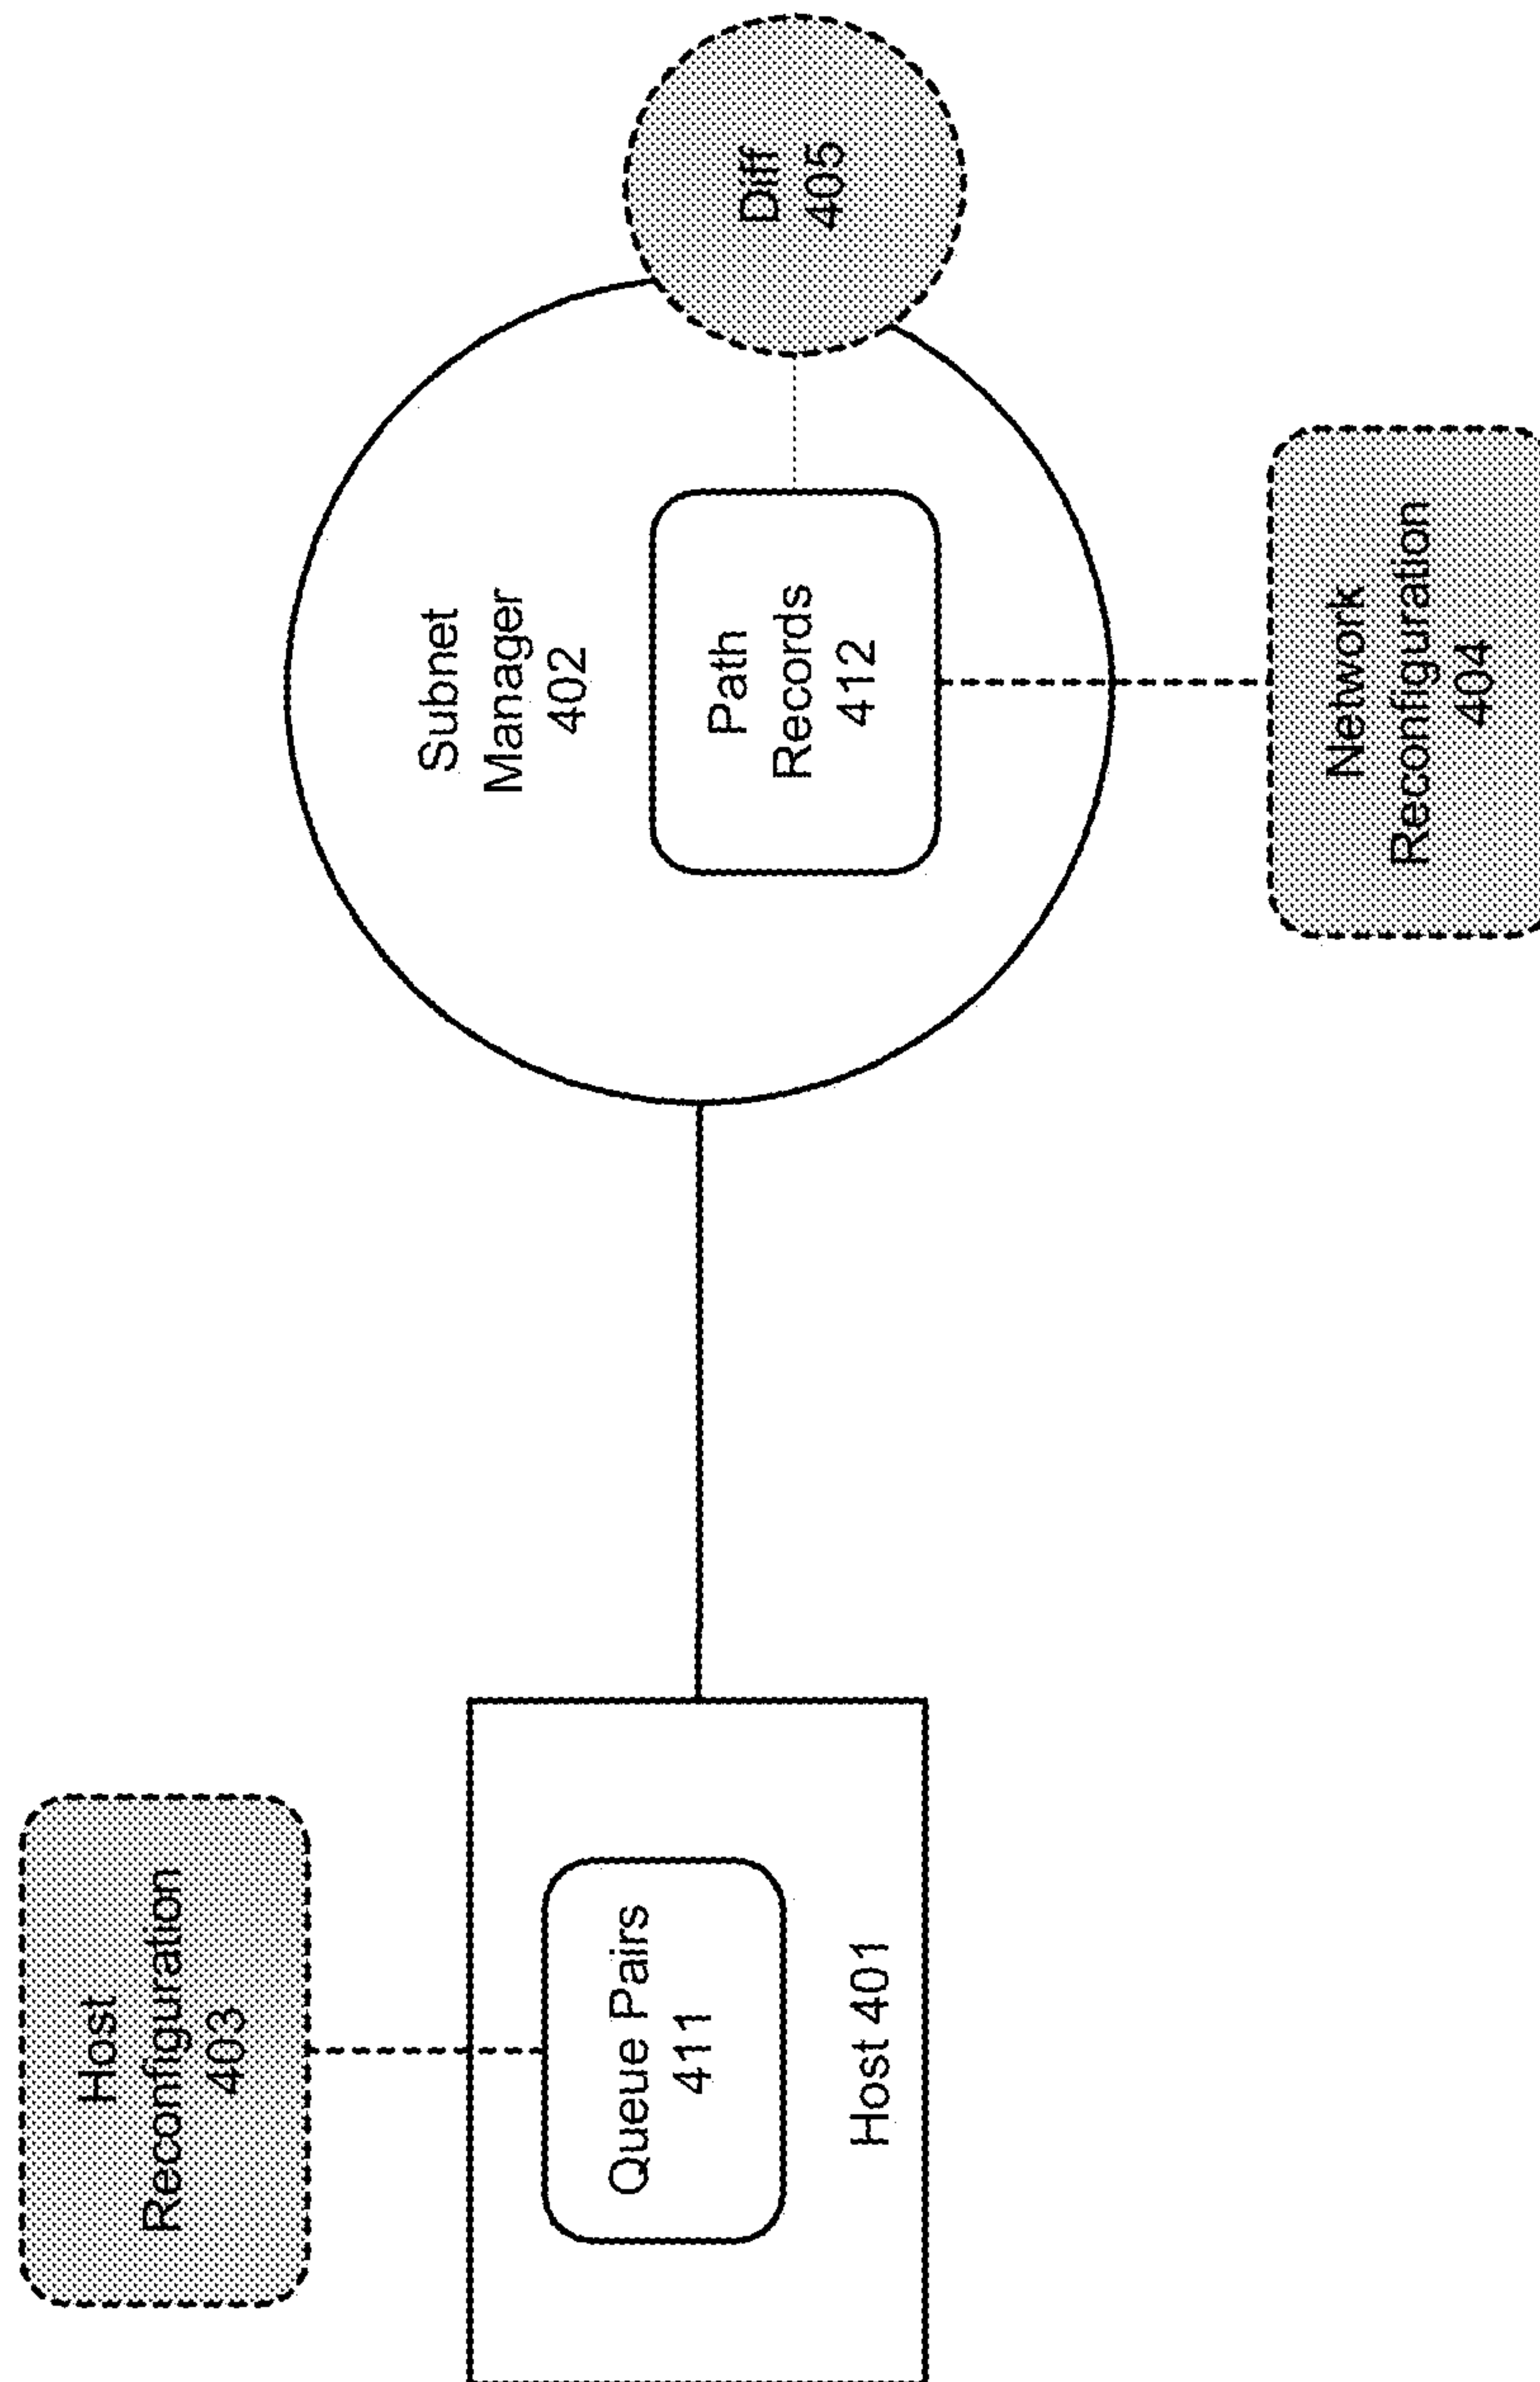 Host
Reconfiguration
403
Queue Pairs
411
Host 401
Subnet
Manager
402
Path
Records
412
Diff
405
Network
Reconfiguration
404